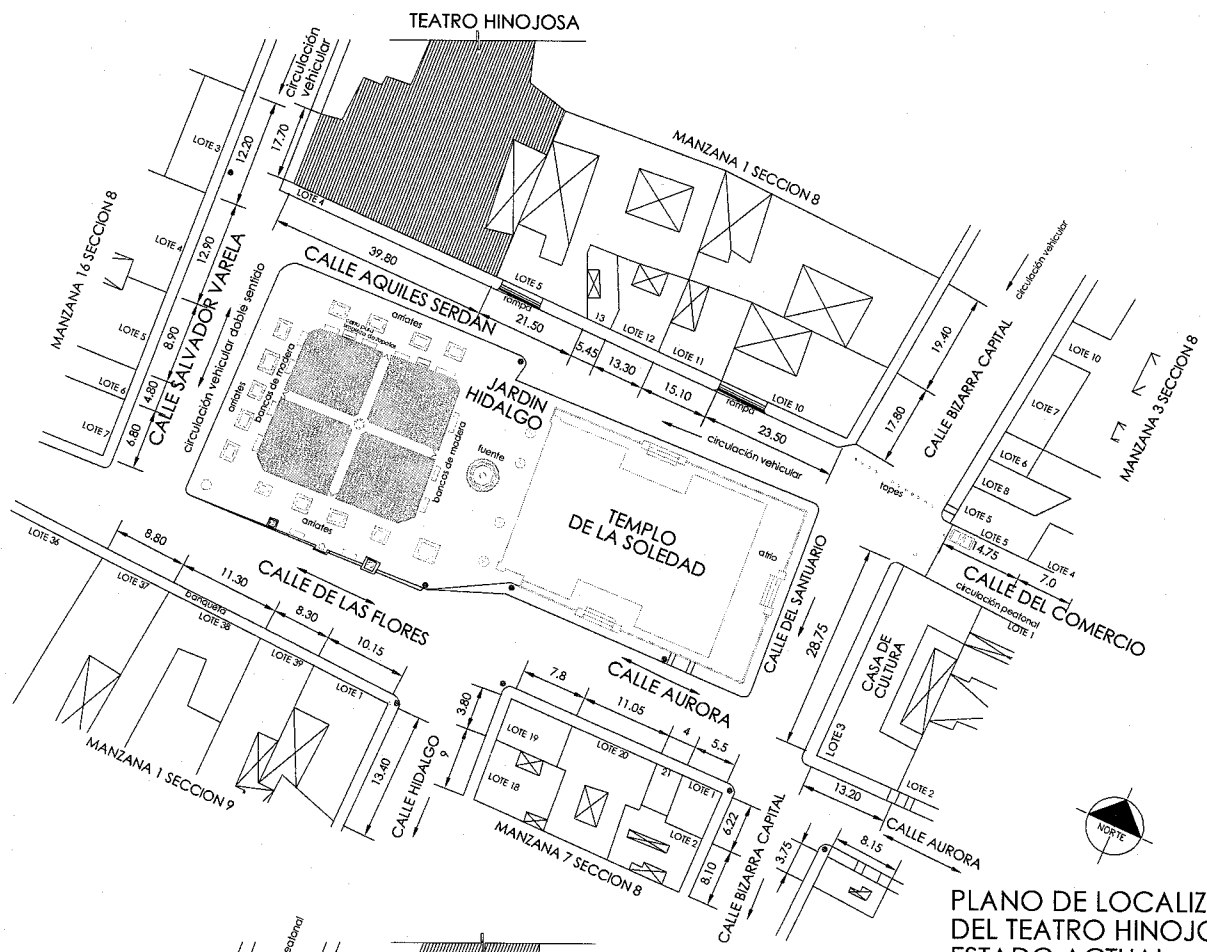 TEATRO HINOJOSA
circulación
vehicular
LOTE 3
12.20
17.70
MANZANA 1 SECCION 8
MANZANA 16 SECCION 8
LOTE 4
LOTE 4
12.90
39.80
CALLE AQUILES SERDAN
LOTE 5
rampa
21.50
13
LOTE 12
LOTE 11
5.45
13.30
15.10
rampa
LOTE 10
23.50
circulación vehicular
19.40
17.80
CALLE BIZARRA CAPITAL
circulación vehicular
LOTE 10
LOTE 7
LOTE 6
LOTE 8
LOTE 5
LOTE 5
LOTE 4
MANZANA 3 SECCION 8
LOTE 5
8.90
LOTE 6
4.80
LOTE 7
6.80
CALLE SALVADOR VARELA
circulación vehicular doble sentido
arriates
arriates
bancas de madera
bancas de madera
arriates
JARDIN
HIDALGO
fuente
TEMPLO
DE LA SOLEDAD
atrio
topes
14.75
7.0
CALLE DEL COMERCIO
circulación peatonal
LOTE 1
CALLE DEL SANTUARIO
28.75
CASA DE
CULTURA
LOTE 3
LOTE 2
13.20
CALLE AURORA
LOTE 36
8.80
LOTE 37
11.30
banqueta
LOTE 38
CALLE DE LAS FLORES
8.30
LOTE 39
10.15
LOTE 1
MANZANA 1 SECCION 9
13.40
CALLE HIDALGO
3.80
9
7.8
CALLE AURORA
11.05
4
5.5
LOTE 19
LOTE 20
21
LOTE 1
LOTE 18
LOTE 2
6.22
8.10
MANZANA 7 SECCION 8
CALLE BIZARRA CAPITAL
3.75
8.15
NORTE
PLANO DE LOCALIZ
DEL TEATRO HINOJO